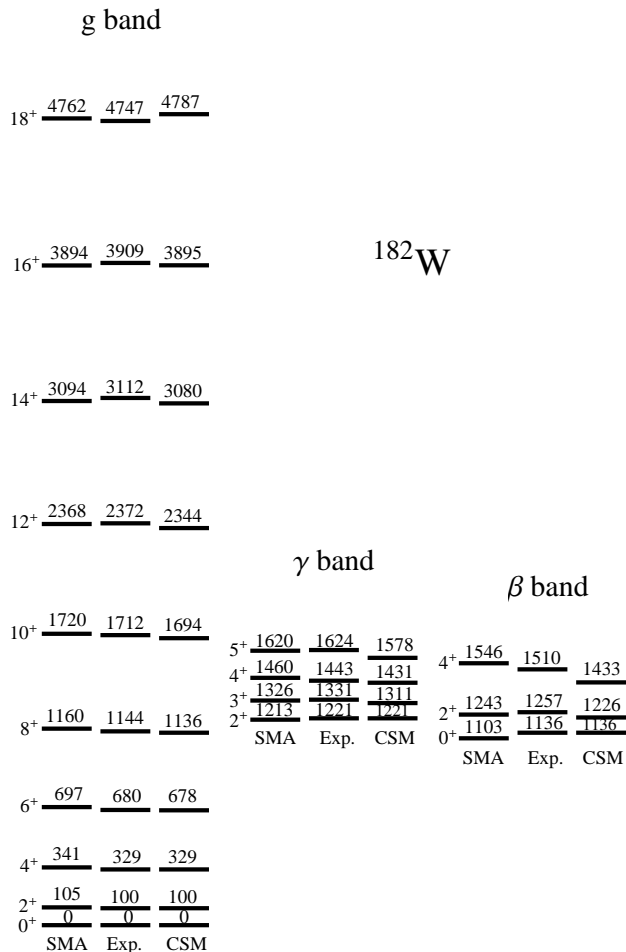 g band
18+ 4762 4747 4787
16+ 3894 3909 3895
182W
14+ 3094 3112 3080
12+ 2368 2372 2344
γ band
β band
10+ 1720 1712 1694
5+ 1620 1624 1578
4+ 1546 1510 1433
4+ 1460 1443 1431
3+ 1326 1331 1311
2+ 1243 1257 1226
2+ 1213 1221 1221
8+ 1160 1144 1136
0+ 1103 1136 1136
SMA Exp. CSM
SMA Exp. CSM
6+ 697 680 678
4+ 341 329 329
2+ 105 100 100
0+ 0 0 0
SMA Exp. CSM